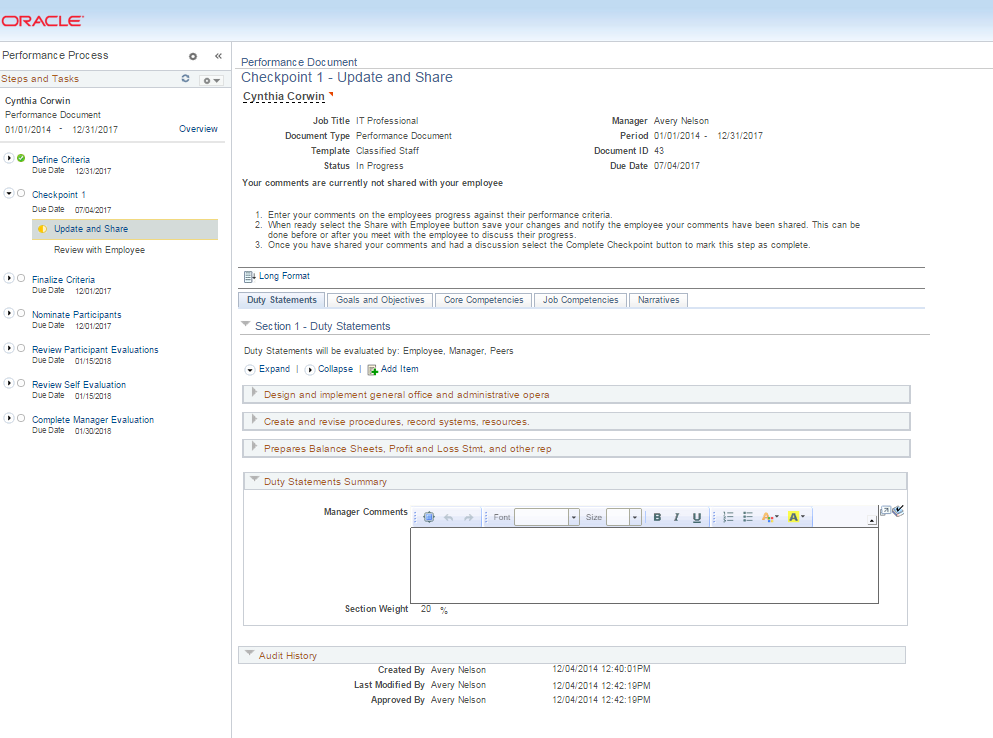 ORACLE
Performance Process «
Steps and Tasks
Cynthia Corwin
Performance Document
01/01/2014 - 12/31/2017 Overview
Define Criteria
Due Date 12/31/2017
Checkpoint 1
Due Date 07/04/2017
Update and Share
Review with Employee
Finalize Criteria
Due Date 12/01/2017
Nominate Participants
Due Date 12/01/2017
Review Participant Evaluations
Due Date 01/15/2018
Review Self Evaluation
Due Date 01/15/2018
Complete Manager Evaluation
Due Date 01/30/2018
Performance Document
Checkpoint 1 - Update and Share
Cynthia Corwin
Job Title IT Professional Manager Avery Nelson
Document Type Performance Document Period 01/01/2014 - 12/31/2017
Template Classified Staff Document ID 43
Status In Progress Due Date 07/04/2017
Your comments are currently not shared with your employee
1. Enter your comments on the employees progress against their performance criteria.
2. When ready select the Share with Employee button save your changes and notify the employee your comments have been shared. This can be
done before or after you meet with the employee to discuss their progress.
3. Once you have shared your comments and had a discussion select the Complete Checkpoint button to mark this step as complete.
Long Format
Duty Statements Goals and Objectives Core Competencies Job Competencies Narratives
Section 1 - Duty Statements
Duty Statements will be evaluated by: Employee, Manager, Peers
Expand | Collapse | Add Item
Design and implement general office and administrative opera
Create and revise procedures, record systems, resources.
Prepares Balance Sheets, Profit and Loss Stmt, and other rep
Duty Statements Summary
Manager Comments Font Size B I U A A
Section Weight 20 %
Audit History
Created By Avery Nelson 12/04/2014 12:40:01PM
Last Modified By Avery Nelson 12/04/2014 12:42:19PM
Approved By Avery Nelson 12/04/2014 12:42:19PM